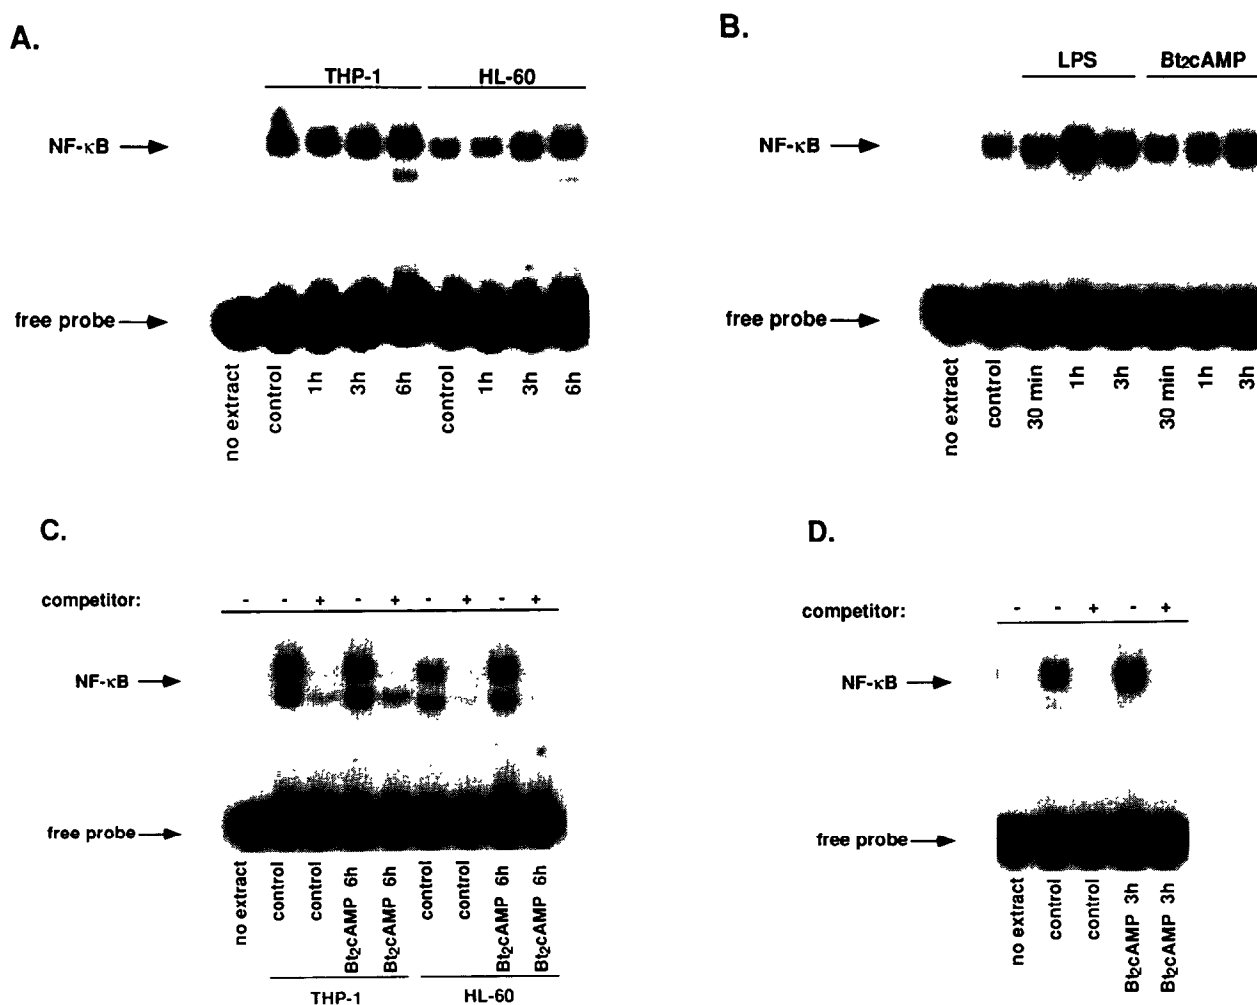 A.
THP-1 HL-60
NF-κB
free probe
no extract
control
1h
3h
6h
control
1h
3h
6h
B.
LPS Bt₂cAMP
NF-κB
free probe
no extract
control
30 min
1h
3h
30 min
1h
3h
C.
competitor: - - + - + - + - +
NF-κB
free probe
no extract
control
control
Bt₂cAMP 6h
Bt₂cAMP 6h
control
control
Bt₂cAMP 6h
Bt₂cAMP 6h
THP-1 HL-60
D.
competitor: - - + - +
NF-κB
free probe
no extract
control
control
Bt₂cAMP 3h
Bt₂cAMP 3h